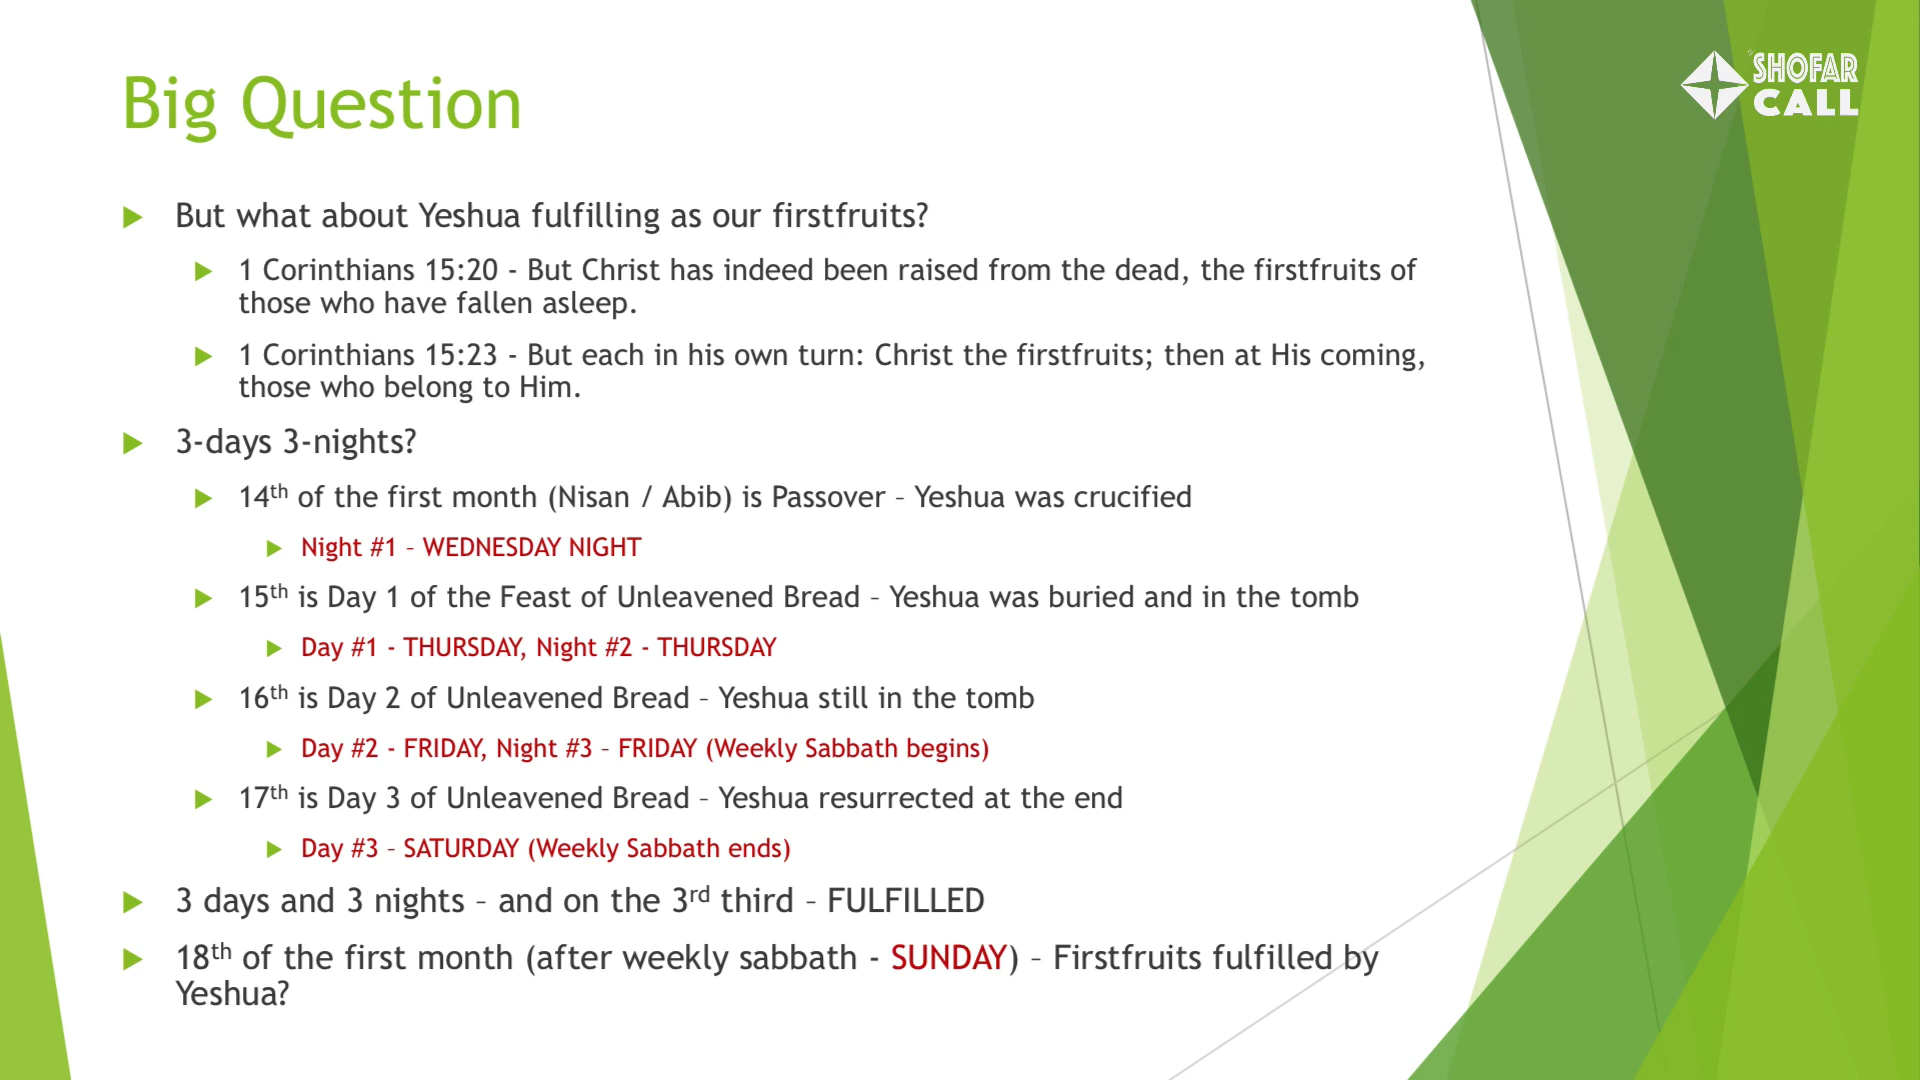 SHOFAR
CALL
Big Question
But what about Yeshua fulfilling as our firstfruits?
1 Corinthians 15:20 - But Christ has indeed been raised from the dead, the firstfruits of
those who have fallen asleep.
1 Corinthians 15:23 - But each in his own turn: Christ the firstfruits; then at His coming,
those who belong to Him.
3-days 3-nights?
14th of the first month (Nisan / Abib) is Passover – Yeshua was crucified
Night #1 – WEDNESDAY NIGHT
15th is Day 1 of the Feast of Unleavened Bread – Yeshua was buried and in the tomb
Day #1 - THURSDAY, Night #2 - THURSDAY
16th is Day 2 of Unleavened Bread – Yeshua still in the tomb
Day #2 - FRIDAY, Night #3 – FRIDAY (Weekly Sabbath begins)
17th is Day 3 of Unleavened Bread – Yeshua resurrected at the end
Day #3 – SATURDAY (Weekly Sabbath ends)
3 days and 3 nights – and on the 3rd third – FULFILLED
18th of the first month (after weekly sabbath - SUNDAY) – Firstfruits fulfilled by
Yeshua?